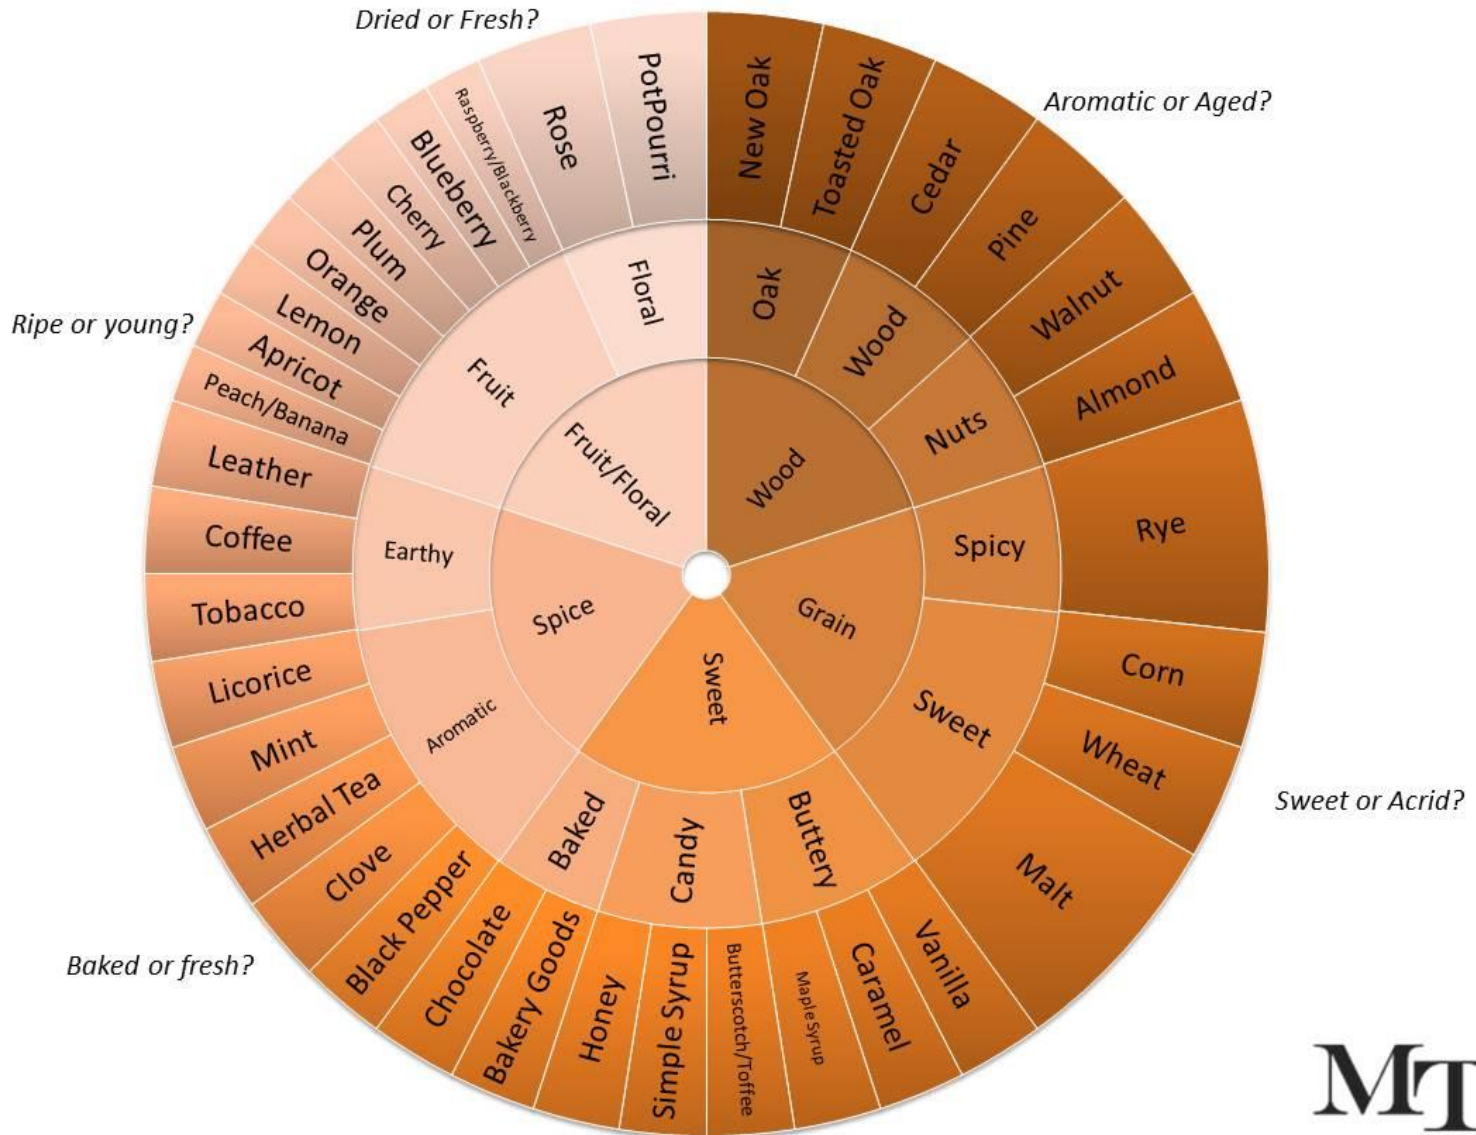 Dried or Fresh?
Aromatic or Aged?
Ripe or young?
Sweet or Acrid?
Baked or fresh?
Wood
Grain
Sweet
Spice
Fruit/Floral
Oak
Wood
Nuts
Spicy
Sweet
Buttery
Candy
Baked
Aromatic
Earthy
Fruit
Floral
New Oak
Toasted Oak
Cedar
Pine
Walnut
Almond
Rye
Corn
Wheat
Malt
Vanilla
Caramel
Maple Syrup
Butterscotch/Toffee
Simple Syrup
Honey
Bakery Goods
Chocolate
Black Pepper
Clove
Herbal Tea
Mint
Licorice
Tobacco
Coffee
Leather
Peach/Banana
Apricot
Lemon
Orange
Plum
Cherry
Blueberry
Raspberry/Blackberry
Rose
PotPourri
MT